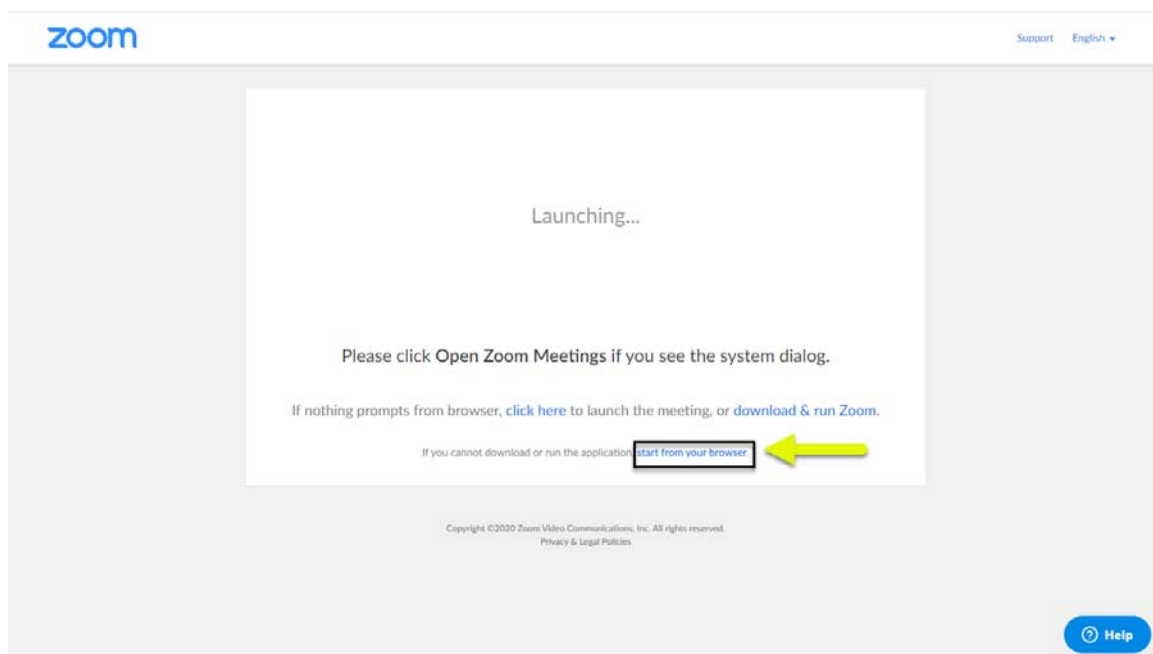 zoom
Support English
Launching...
Please click Open Zoom Meetings if you see the system dialog.
If nothing prompts from browser, click here to launch the meeting, or download & run Zoom.
If you cannot download or run the application, start from your browser.
Copyright ©2020 Zoom Video Communications, Inc. All rights reserved.
Privacy & Legal Policies
Help